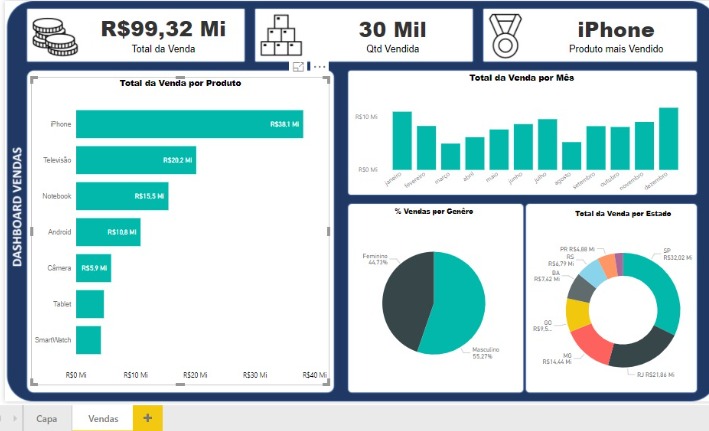 R$99,32 Mi
Total da Venda
30 Mil
Qtd Vendida
iPhone
Produto mais Vendido
DASHBOARD VENDAS
Total da Venda por Produto
iPhone
R$38,1 Mi
Televisão
R$20,2 Mi
Notebook
R$15,5 Mi
Android
R$10,8 Mi
Câmera
R$5,9 Mi
Tablet
SmartWatch
R$0 Mi
R$10 Mi
R$20 Mi
R$30 Mi
R$40 Mi
Total da Venda por Mês
R$10 Mi
R$0 Mi
janeiro
fevereiro
março
abril
maio
junho
julho
agosto
setembro
outubro
novembro
dezembro
% Vendas por Genêro
Feminino
44,73%
Masculino
55,27%
Total da Venda por Estado
PR R$4,88 Mi
RS
R$6,79 Mi
BA
R$7,62 Mi
GO
R$9,5...
MG
R$14,44 Mi
RJ R$21,86 Mi
SP
R$32,02 Mi
Capa
Vendas
+